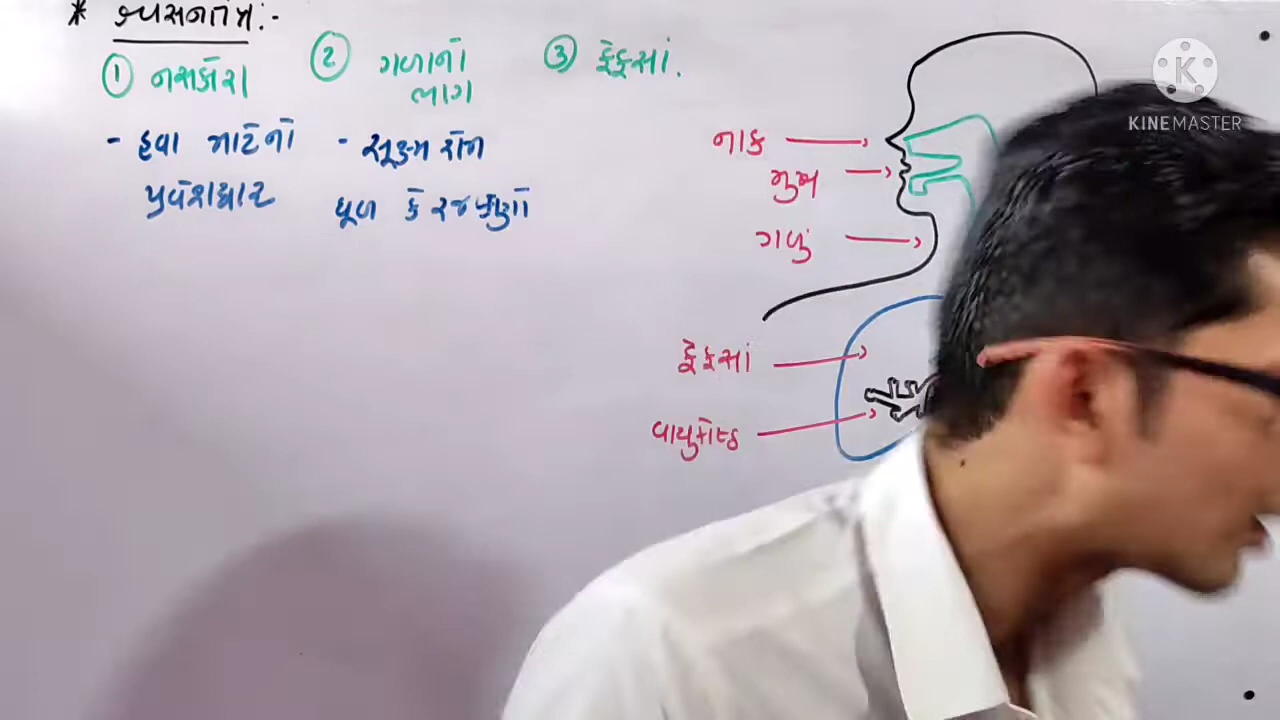 * શ્વસનતંત્ર:-
① નસકોરા
② ગળાનો
ભાગ
③ ફેફસાં.
- હવા માટેનો
પ્રવેશદ્વાર
- સૂક્ષ્મ રોમ
ધૂળ કે રજકણો
નાક
મુખ
ગળું
ફેફસાં
વાયુકોષ્ઠ
K
KINEMASTER